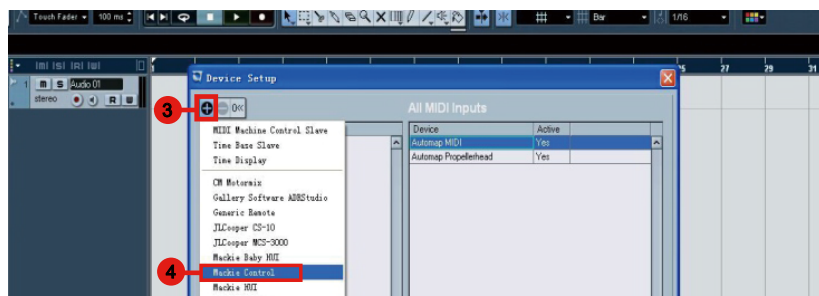 Touch Fader 100 ms Bar 1/16
1 M S Audio 01
stereo R W
25 27 29 31
Device Setup
3
All MIDI Inputs
MIDI Machine Control Slave
Time Base Slave
Time Display
Device Active
Automap MIDI Yes
Automap Propellerhead Yes
CM Motormix
Gallery Software ADRStudio
Generic Remote
JLCooper CS-10
JLCooper MCS-3000
Mackie Baby HUI
4
Mackie Control
Mackie HUI